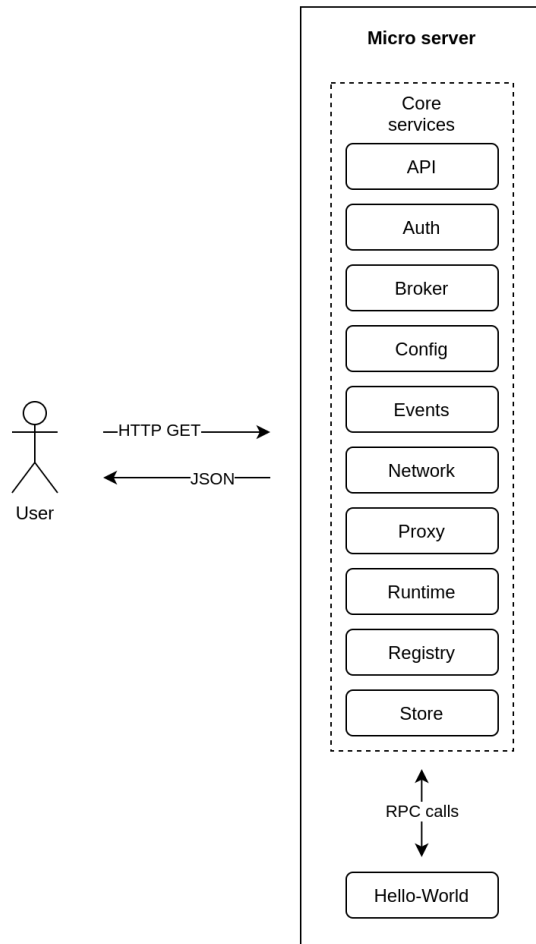 Micro server
Core
services
API
Auth
Broker
Config
Events
HTTP GET
Network
JSON
User
Proxy
Runtime
Registry
Store
RPC calls
Hello-World